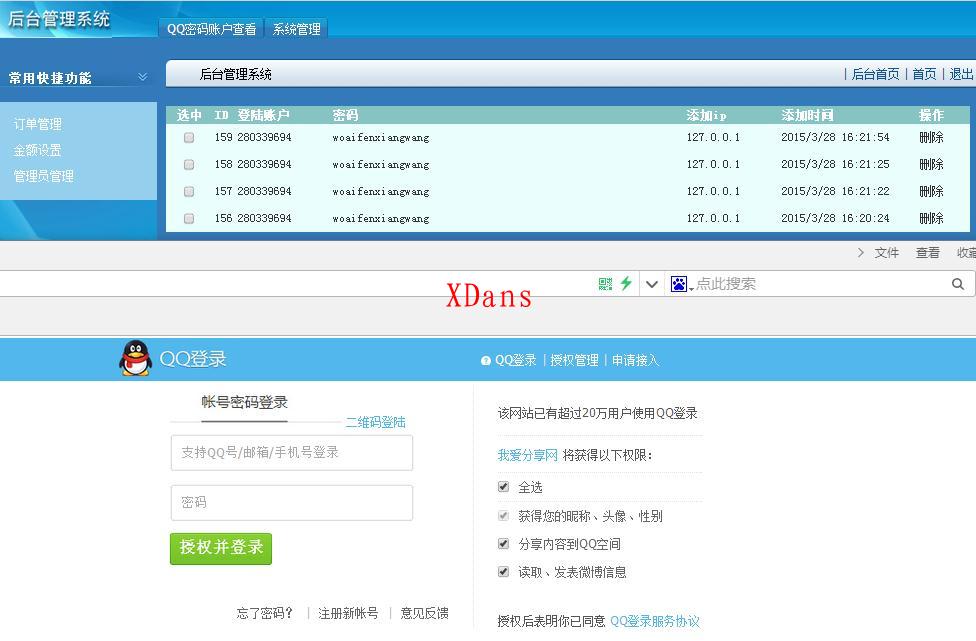 后台管理系统
QQ密码账户查看 系统管理
常用快捷功能
后台管理系统 | 后台首页 | 首页 | 退出
订单管理
金额设置
管理员管理
选中 ID 登陆账户 密码 添加ip 添加时间 操作
159 280339694 woaifenxiangwang 127.0.0.1 2015/3/28 16:21:54 删除
158 280339694 woaifenxiangwang 127.0.0.1 2015/3/28 16:21:25 删除
157 280339694 woaifenxiangwang 127.0.0.1 2015/3/28 16:21:22 删除
156 280339694 woaifenxiangwang 127.0.0.1 2015/3/28 16:20:24 删除
文件 查看 收藏
点此搜索
XDans
QQ登录
QQ登录 | 授权管理 | 申请接入
帐号密码登录
二维码登陆
支持QQ号/邮箱/手机号登录
密码
授权并登录
忘了密码? | 注册新帐号 | 意见反馈
该网站已有超过20万用户使用QQ登录
我爱分享网 将获得以下权限:
全选
获得您的昵称、头像、性别
分享内容到QQ空间
读取、发表微博信息
授权后表明你已同意 QQ登录服务协议